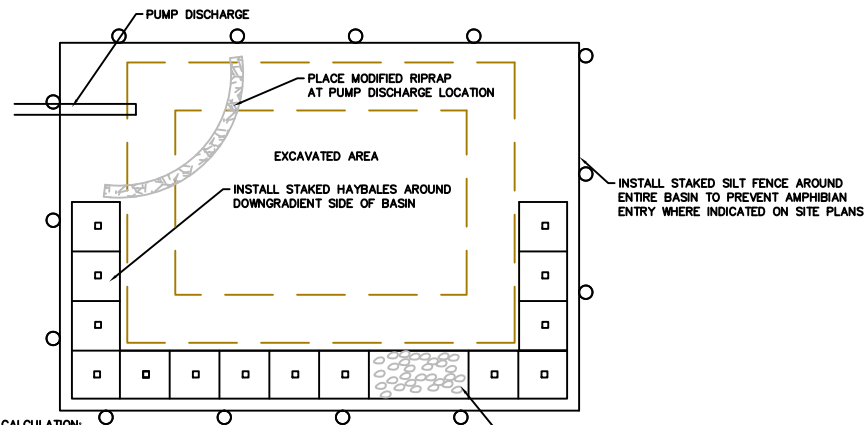 PUMP DISCHARGE
PLACE MODIFIED RIPRAP
AT PUMP DISCHARGE LOCATION
EXCAVATED AREA
INSTALL STAKED HAYBALES AROUND
DOWNGRADIENT SIDE OF BASIN
INSTALL STAKED SILT FENCE AROUND
ENTIRE BASIN TO PREVENT AMPHIBIAN
ENTRY WHERE INDICATED ON SITE PLANS
CALCULATION: